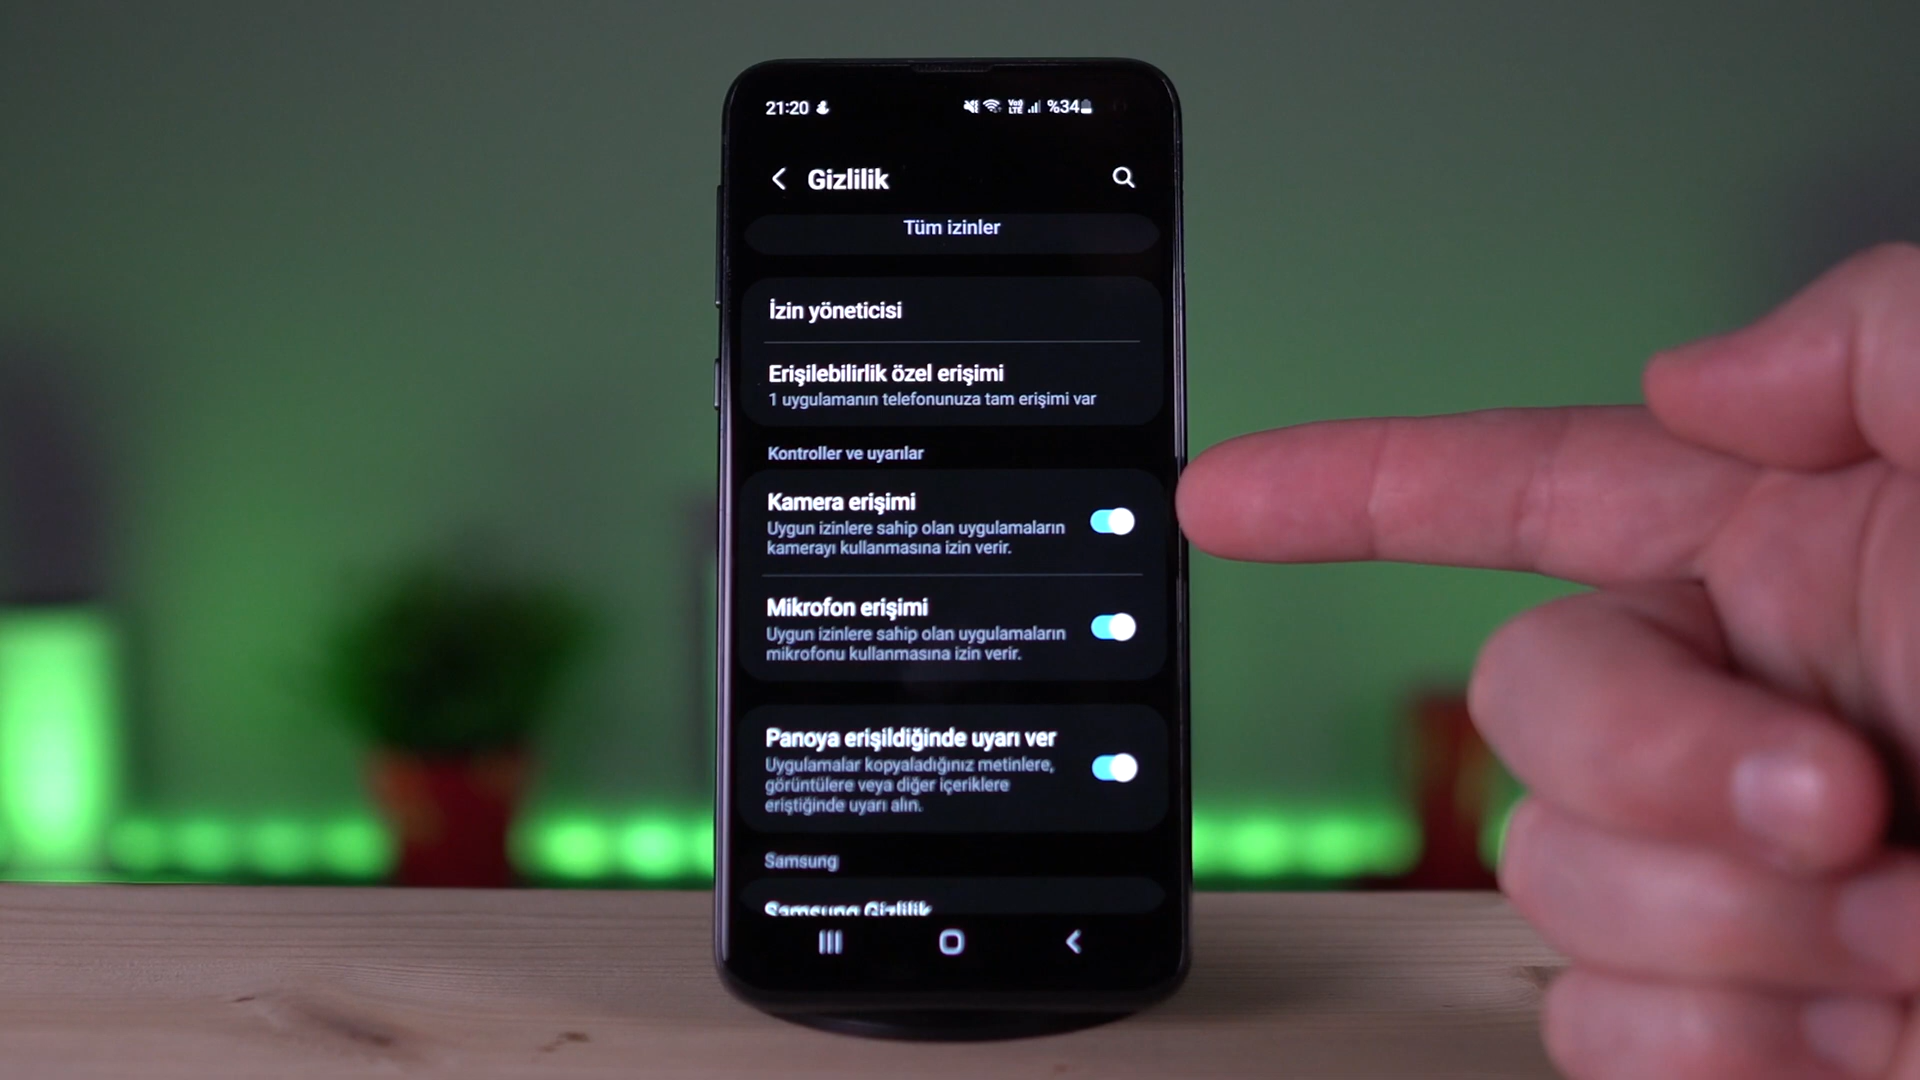 21:20 %34
Gizlilik
Tüm izinler
İzin yöneticisi
Erişilebilirlik özel erişimi
1 uygulamanın telefonunuza tam erişimi var
Kontroller ve uyarılar
Kamera erişimi
Uygun izinlere sahip olan uygulamaların
kamerayı kullanmasına izin verir.
Mikrofon erişimi
Uygun izinlere sahip olan uygulamaların
mikrofonu kullanmasına izin verir.
Panoya erişildiğinde uyarı ver
Uygulamalar kopyaladığınız metinlere,
görüntülere veya diğer içeriklere
eriştiğinde uyarı alın.
Samsung
Samsung Gizlilik